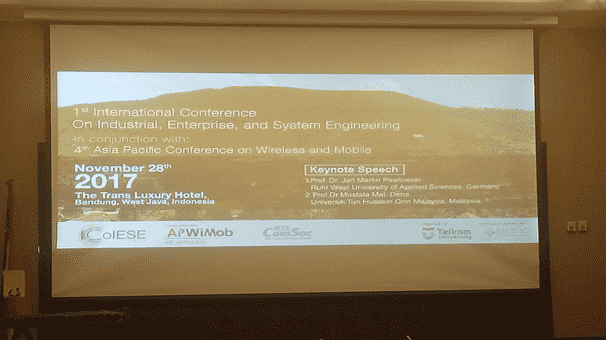 1st International Conference
On Industrial, Enterprise, and System Engineering
In conjunction with:
4th Asia Pacific Conference on Wireless and Mobile
November 28th
2017
The Trans Luxury Hotel,
Bandung, West Java, Indonesia
Keynote Speech
1.Prof. Dr. Jan Martin Pawlowski
Ruhr West University of Applied Sciences, Germany
2.Prof Dr Mustafa Mat. Deris
Universiti Tun Hussein Onn Malaysia, Malaysia
CoIESE
APWiMob
IEEE
ComSoc
Telkom